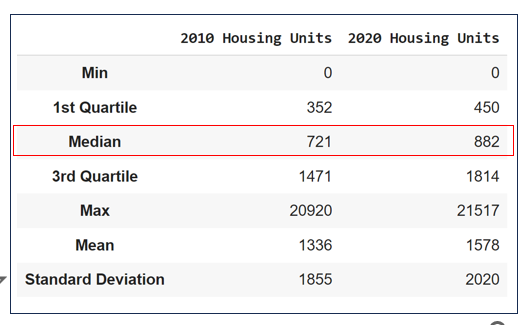 2010 Housing Units 2020 Housing Units
Min 0 0
1st Quartile 352 450
Median 721 882
3rd Quartile 1471 1814
Max 20920 21517
Mean 1336 1578
Standard Deviation 1855 2020